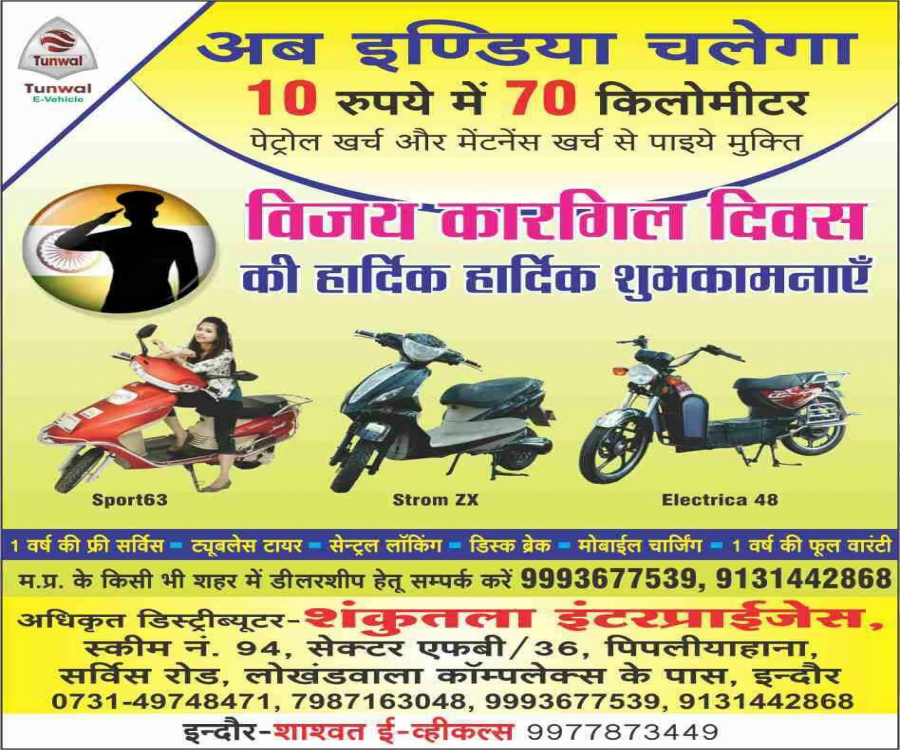 Tunwal
Tunwal
E-Vehicle
अब इण्डिया चलेगा
10 रुपये में 70 किलोमीटर
पेट्रोल खर्च और मेंटनेंस खर्च से पाइये मुक्ति
विजय कारगिल दिवस
की हार्दिक हार्दिक शुभकामनाएँ
Sport63
Strom ZX
Electrica 48
1 वर्ष की फ्री सर्विस - ट्यूबलेस टायर - सेन्ट्रल लॉकिंग - डिस्क ब्रेक - मोबाईल चार्जिंग - 1 वर्ष की फूल वारंटी
म.प्र. के किसी भी शहर में डीलरशीप हेतू सम्पर्क करें 9993677539, 9131442868
अधिकृत डिस्ट्रीब्यूटर-शंकुतला इंटरप्राईजेस,
स्कीम नं. 94, सेक्टर एफबी/36, पिपलीयाहाना,
सर्विस रोड, लोखंडवाला कॉम्पलेक्स के पास, इन्दौर
0731-49748471, 7987163048, 9993677539, 9131442868
इन्दौर-शाश्वत ई-व्हीकल्स 9977873449